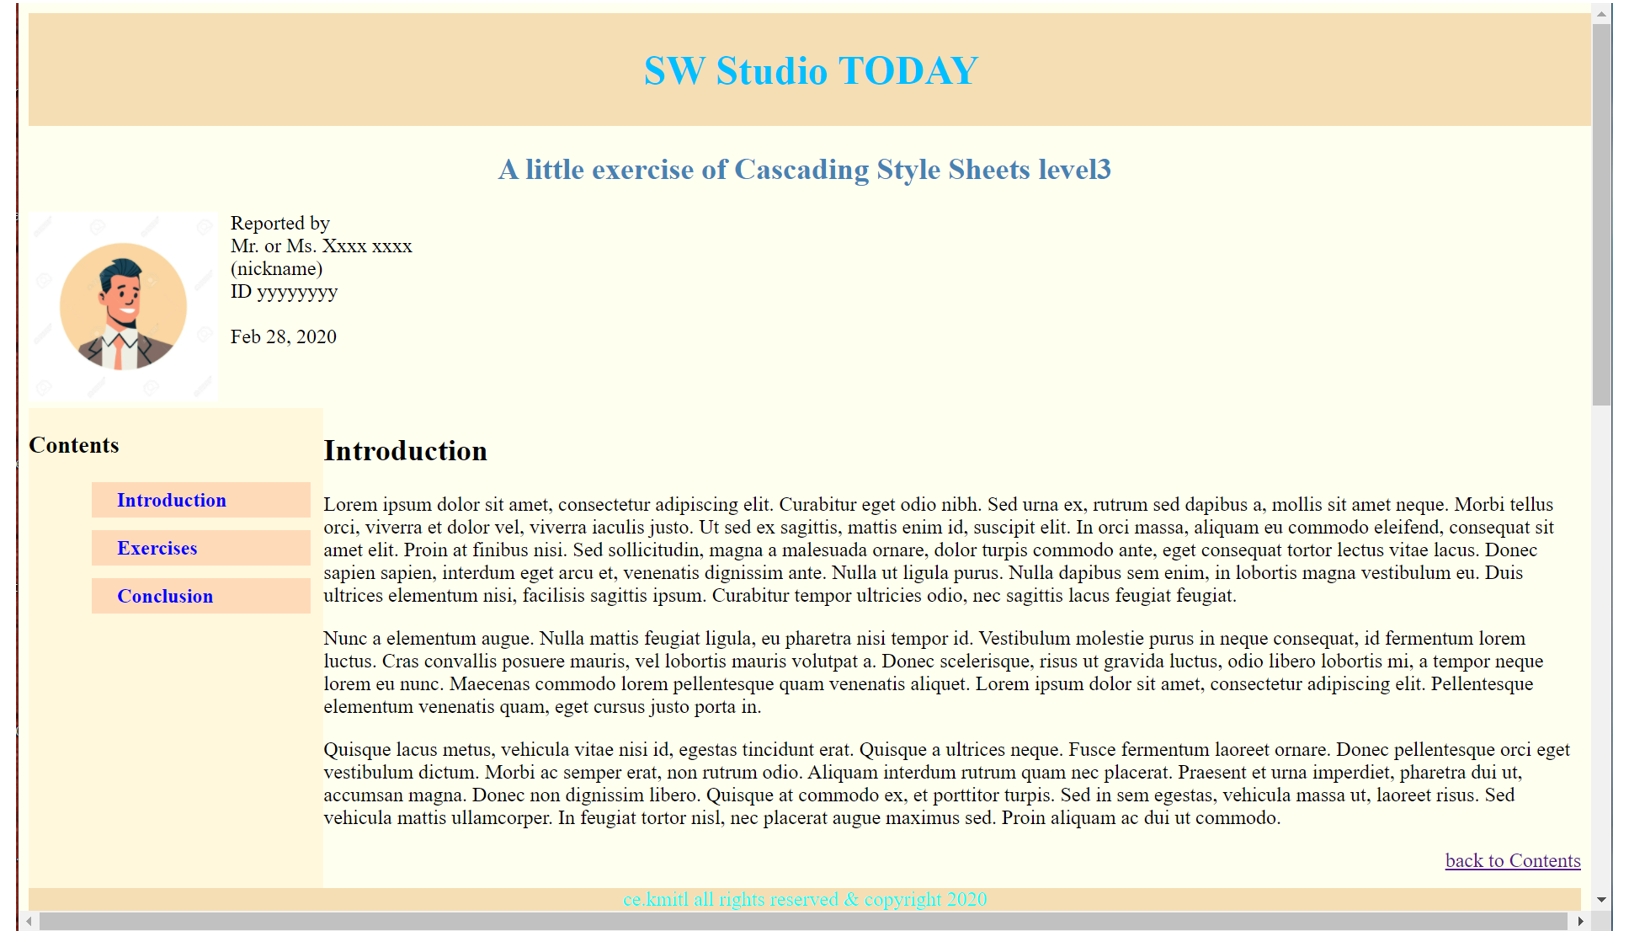 SW Studio TODAY
A little exercise of Cascading Style Sheets level3
Reported by
Mr. or Ms. Xxxx xxxx
(nickname)
ID yyyyyyyy
Feb 28, 2020
Contents
Introduction
Exercises
Conclusion
Introduction
Lorem ipsum dolor sit amet, consectetur adipiscing elit. Curabitur eget odio nibh. Sed urna ex, rutrum sed dapibus a, mollis sit amet neque. Morbi tellus
orci, viverra et dolor vel, viverra iaculis justo. Ut sed ex sagittis, mattis enim id, suscipit elit. In orci massa, aliquam eu commodo eleifend, consequat sit
amet elit. Proin at finibus nisi. Sed sollicitudin, magna a malesuada ornare, dolor turpis commodo ante, eget consequat tortor lectus vitae lacus. Donec
sapien sapien, interdum eget arcu et, venenatis dignissim ante. Nulla ut ligula purus. Nulla dapibus sem enim, in lobortis magna vestibulum eu. Duis
ultrices elementum nisi, facilisis sagittis ipsum. Curabitur tempor ultricies odio, nec sagittis lacus feugiat feugiat.
Nunc a elementum augue. Nulla mattis feugiat ligula, eu pharetra nisi tempor id. Vestibulum molestie purus in neque consequat, id fermentum lorem
luctus. Cras convallis posuere mauris, vel lobortis mauris volutpat a. Donec scelerisque, risus ut gravida luctus, odio libero lobortis mi, a tempor neque
lorem eu nunc. Maecenas commodo lorem pellentesque quam venenatis aliquet. Lorem ipsum dolor sit amet, consectetur adipiscing elit. Pellentesque
elementum venenatis quam, eget cursus justo porta in.
Quisque lacus metus, vehicula vitae nisi id, egestas tincidunt erat. Quisque a ultrices neque. Fusce fermentum laoreet ornare. Donec pellentesque orci eget
vestibulum dictum. Morbi ac semper erat, non rutrum odio. Aliquam interdum rutrum quam nec placerat. Praesent et urna imperdiet, pharetra dui ut,
accumsan magna. Donec non dignissim libero. Quisque at commodo ex, et porttitor turpis. Sed in sem egestas, vehicula massa ut, laoreet risus. Sed
vehicula mattis ullamcorper. In feugiat tortor nisl, nec placerat augue maximus sed. Proin aliquam ac dui ut commodo.
back to Contents
ce.kmitl all rights reserved & copyright 2020